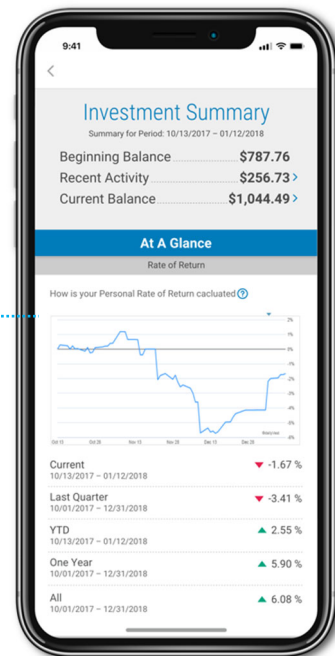 9:41
Investment Summary
Summary for Period: 10/13/2017 – 01/12/2018
Beginning Balance $787.76
Recent Activity $256.73 >
Current Balance $1,044.49 >
At A Glance
Rate of Return
How is your Personal Rate of Return cacluated ?
2%
1%
0%
-1%
-2%
-3%
-4%
-5%
-6%
Oct 15 Oct 28 Nov 15 Nov 28 Dec 15 Dec 28
Current ▼ -1.67 %
10/13/2017 – 01/12/2018
Last Quarter ▼ -3.41 %
10/01/2017 – 12/31/2018
YTD ▲ 2.55 %
10/13/2017 – 01/12/2018
One Year ▲ 5.90 %
10/01/2017 – 12/31/2018
All ▲ 6.08 %
10/01/2017 – 12/31/2018